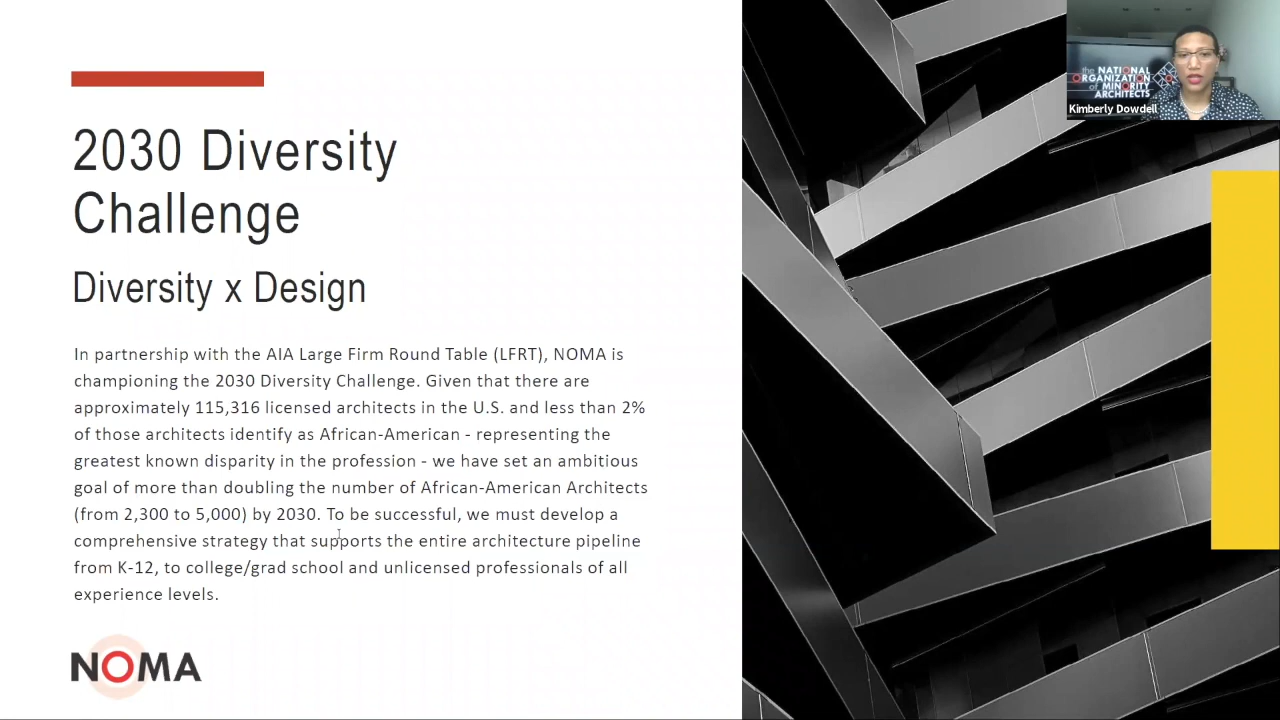 2030 Diversity
Challenge
Diversity x Design
In partnership with the AIA Large Firm Round Table (LFRT), NOMA is
championing the 2030 Diversity Challenge. Given that there are
approximately 115,316 licensed architects in the U.S. and less than 2%
of those architects identify as African-American - representing the
greatest known disparity in the profession - we have set an ambitious
goal of more than doubling the number of African-American Architects
(from 2,300 to 5,000) by 2030. To be successful, we must develop a
comprehensive strategy that supports the entire architecture pipeline
from K-12, to college/grad school and unlicensed professionals of all
experience levels.
NOMA
the NATIONAL
ORGANIZATION
of MINORITY
ARCHITECTS
Kimberly Dowdell